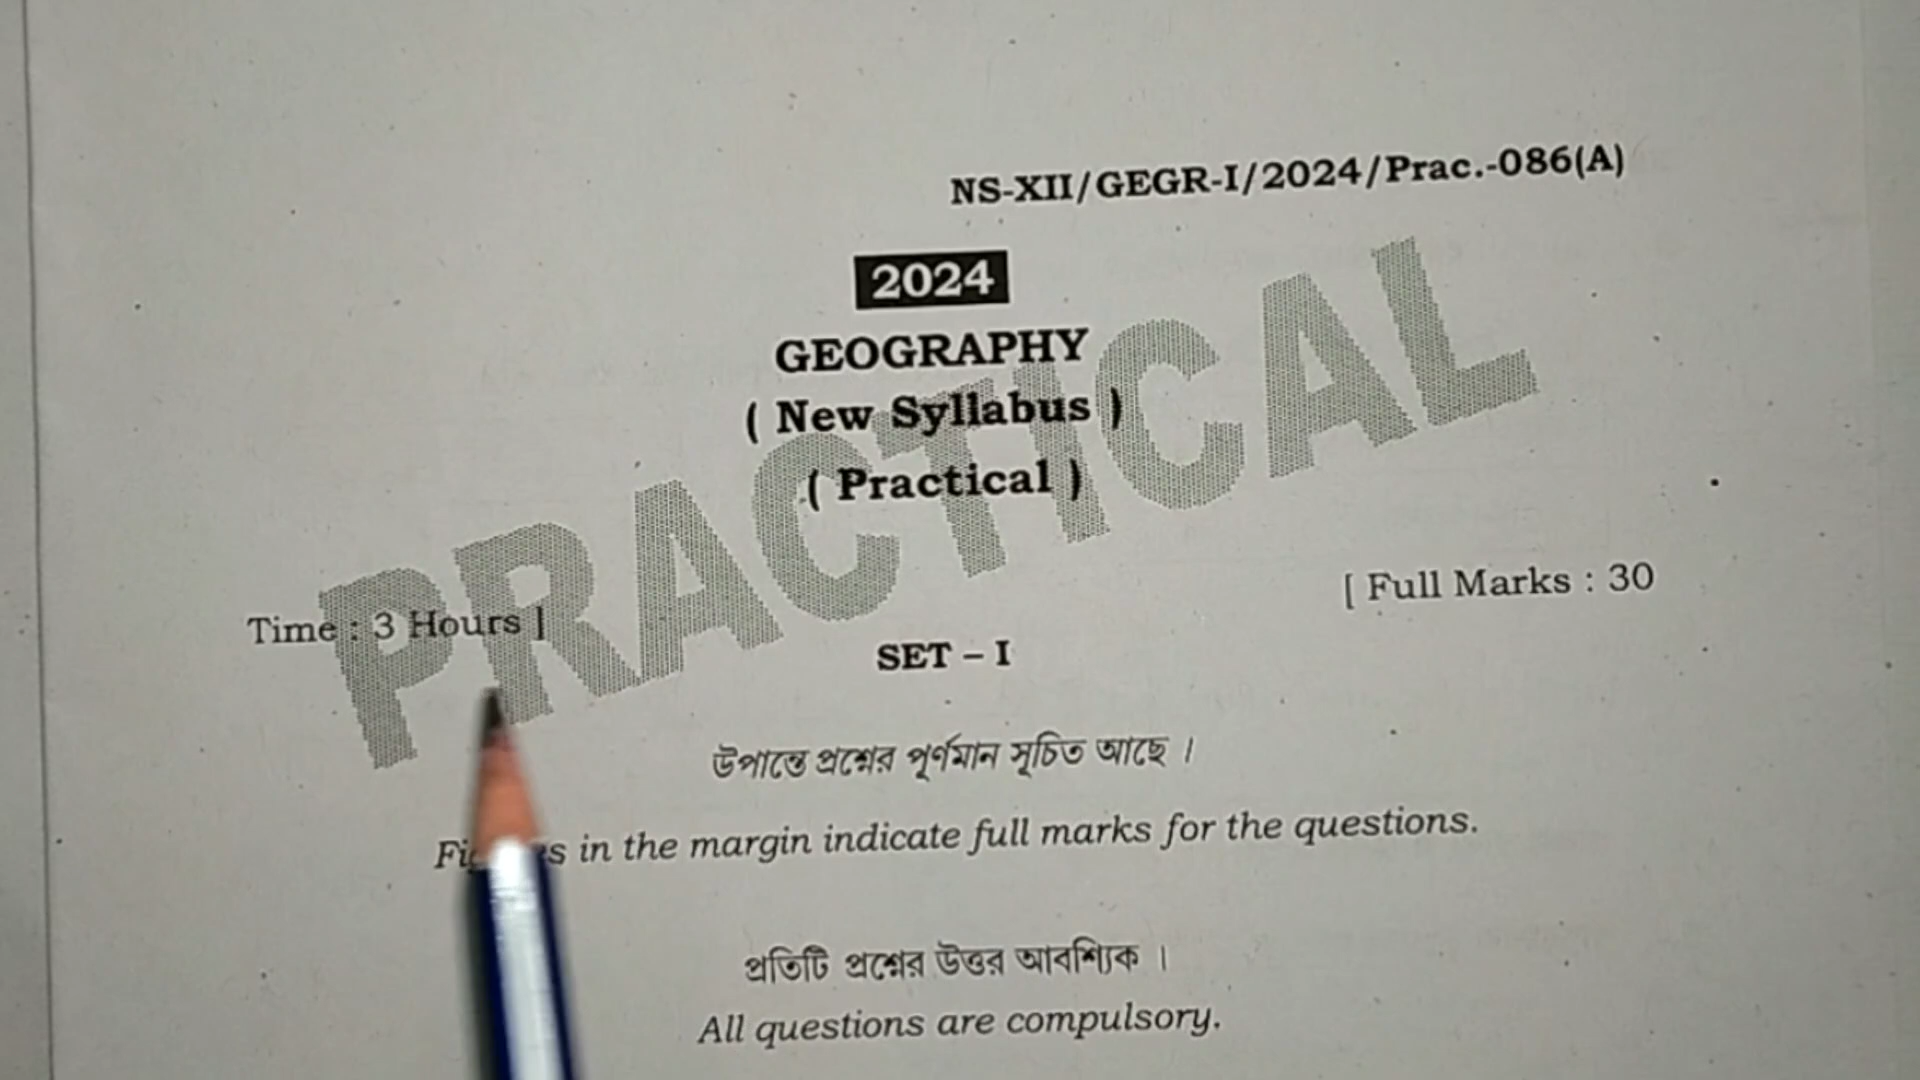 NS-XII/GEGR-I/2024/Prac.-086(A)
2024
GEOGRAPHY
( New Syllabus )
( Practical )
PRACTICAL
Time : 3 Hours ]
[ Full Marks : 30
SET – I
উপান্তে প্রশ্নের পূর্ণমান সূচিত আছে ।
in the margin indicate full marks for the questions.
প্রতিটি প্রশ্নের উত্তর আবশ্যিক ।
All questions are compulsory.